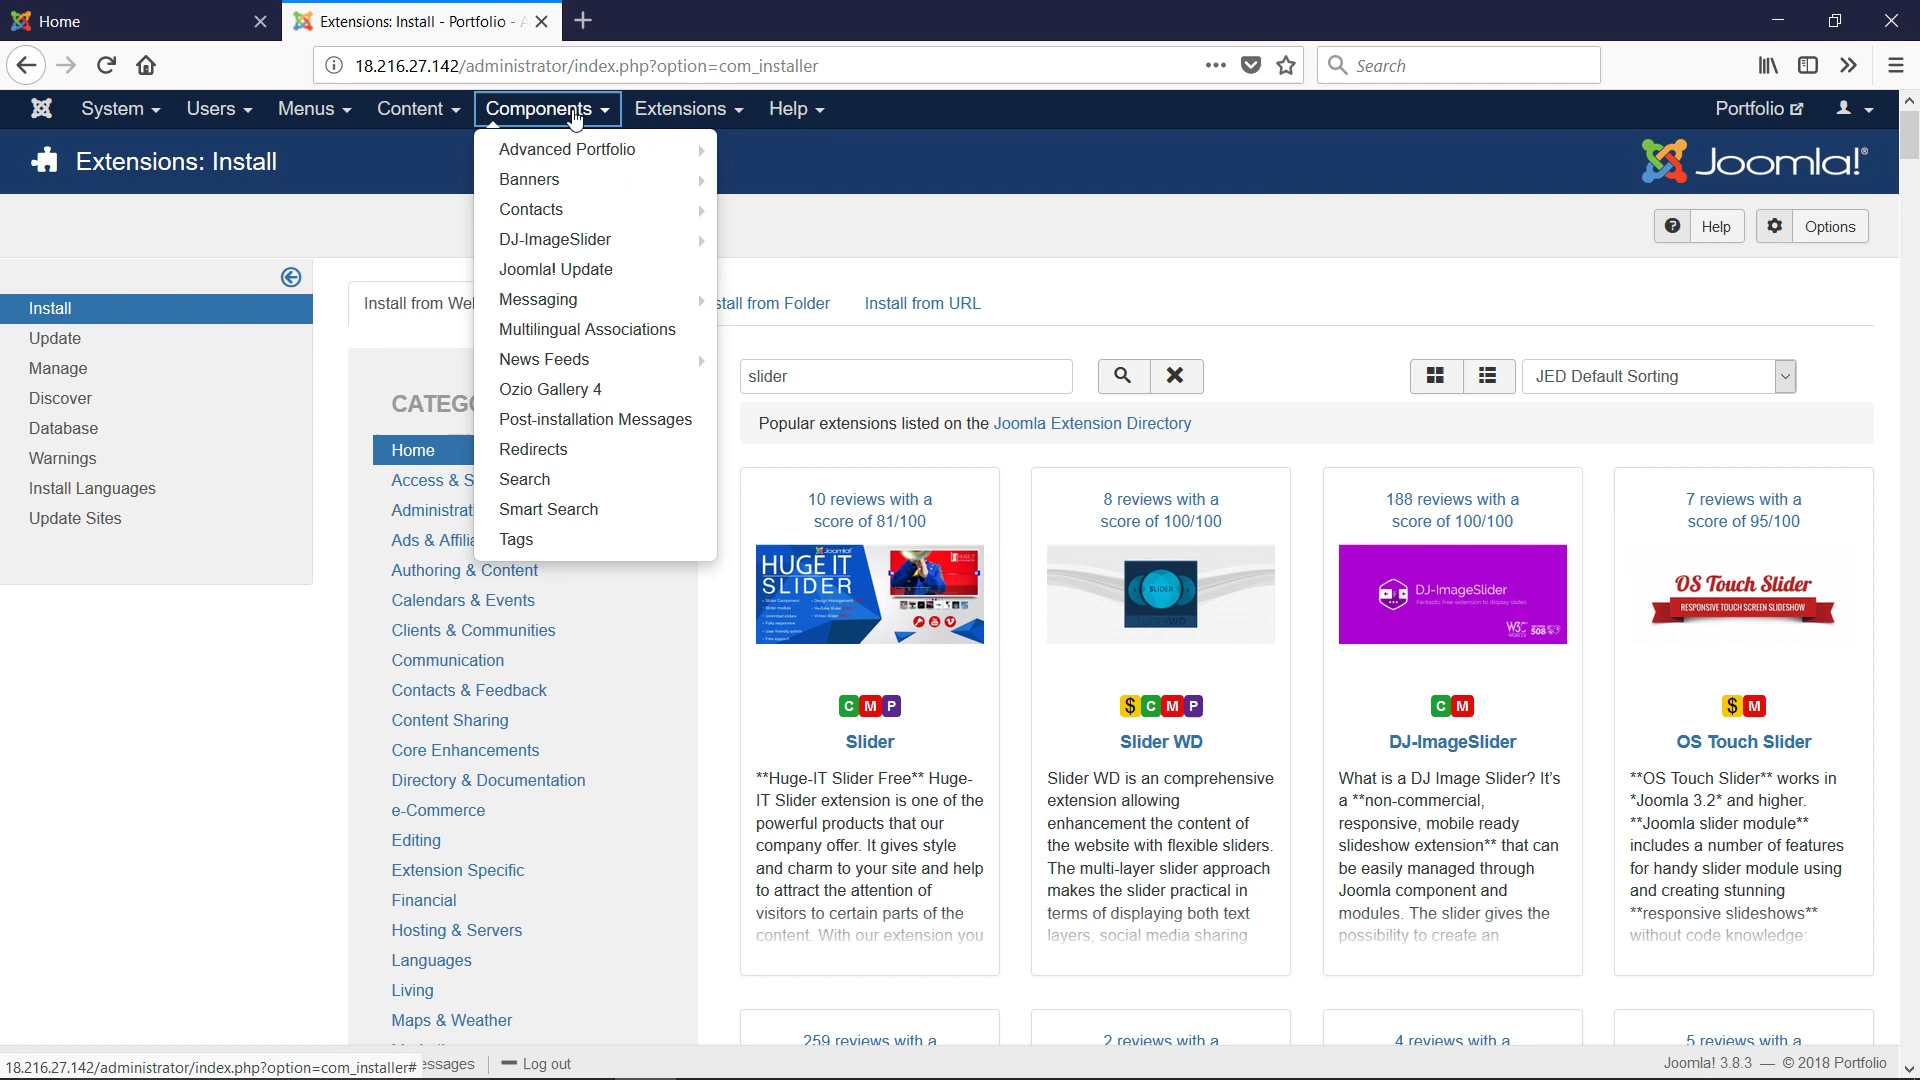 Home
Extensions: Install - Portfolio - A
18.216.27.142/administrator/index.php?option=com_installer
Search
System
Users
Menus
Content
Components
Extensions
Help
Portfolio
Extensions: Install
Joomla!®
Help
Options
Advanced Portfolio
Banners
Contacts
DJ-ImageSlider
Joomla! Update
Messaging
Multilingual Associations
News Feeds
Ozio Gallery 4
Post-installation Messages
Redirects
Search
Smart Search
Tags
Install
Update
Manage
Discover
Database
Warnings
Install Languages
Update Sites
Install from We
stall from Folder
Install from URL
CATEG
Home
Access & S
Administrat
Ads & Affilia
Authoring & Content
Calendars & Events
Clients & Communities
Communication
Contacts & Feedback
Content Sharing
Core Enhancements
Directory & Documentation
e-Commerce
Editing
Extension Specific
Financial
Hosting & Servers
Languages
Living
Maps & Weather
slider
JED Default Sorting
Popular extensions listed on the Joomla Extension Directory
10 reviews with a
score of 81/100
HUGE IT
SLIDER
C M P
Slider
**Huge-IT Slider Free** Huge-
IT Slider extension is one of the
powerful products that our
company offer. It gives style
and charm to your site and help
to attract the attention of
visitors to certain parts of the
content. With our extension you
8 reviews with a
score of 100/100
SLIDER
$ C M P
Slider WD
Slider WD is an comprehensive
extension allowing
enhancement the content of
the website with flexible sliders.
The multi-layer slider approach
makes the slider practical in
terms of displaying both text
layers, social media sharing
188 reviews with a
score of 100/100
DJ-ImageSlider
Fantastic free extension to display slides
W3C
508
C M
DJ-ImageSlider
What is a DJ Image Slider? It's
a **non-commercial,
responsive, mobile ready
slideshow extension** that can
be easily managed through
Joomla component and
modules. The slider gives the
possibility to create an
7 reviews with a
score of 95/100
OS Touch Slider
RESPONSIVE TOUCH SCREEN SLIDESHOW
$ M
OS Touch Slider
**OS Touch Slider** works in
*Joomla 3.2* and higher.
**Joomla slider module**
includes a number of features
for handy slider module using
and creating stunning
**responsive slideshows**
without code knowledge:
259 reviews with a
2 reviews with a
4 reviews with a
5 reviews with a
18.216.27.142/administrator/index.php?option=com_installer#
essages
Log out
Joomla! 3.8.3 — © 2018 Portfolio